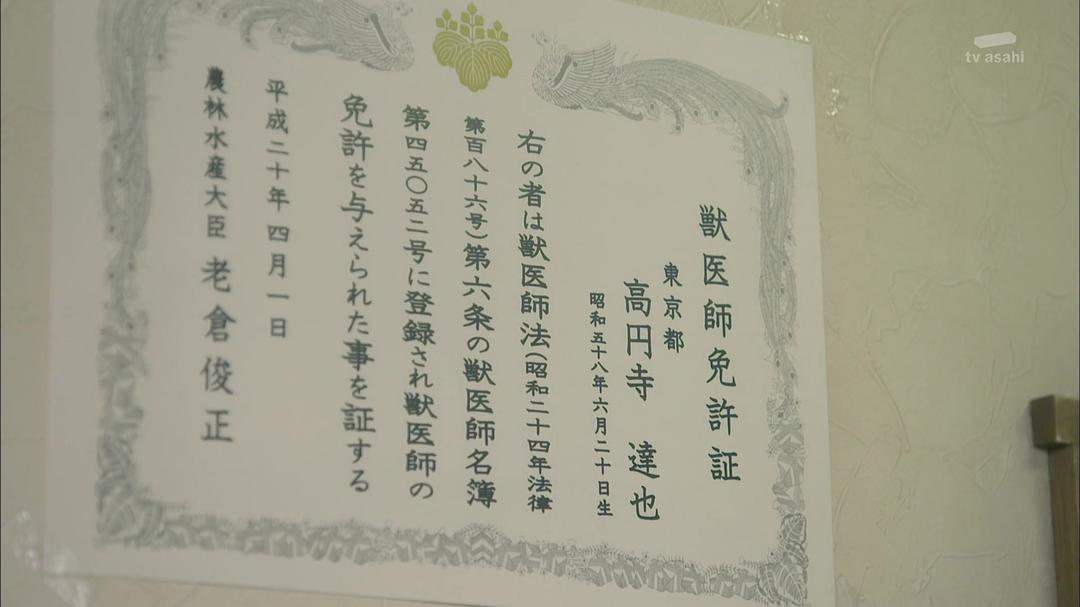 獣医師免許証
東京都
高円寺 達也
昭和五十八年六月二十日生
右の者は獣医師法(昭和二十四年法律
第百八十六号)第六条の獣医師名簿
第四五〇五二号に登録され獣医師の
免許を与えられた事を証する
平成二十年四月一日
農林水産大臣 老倉俊正
tv asahi